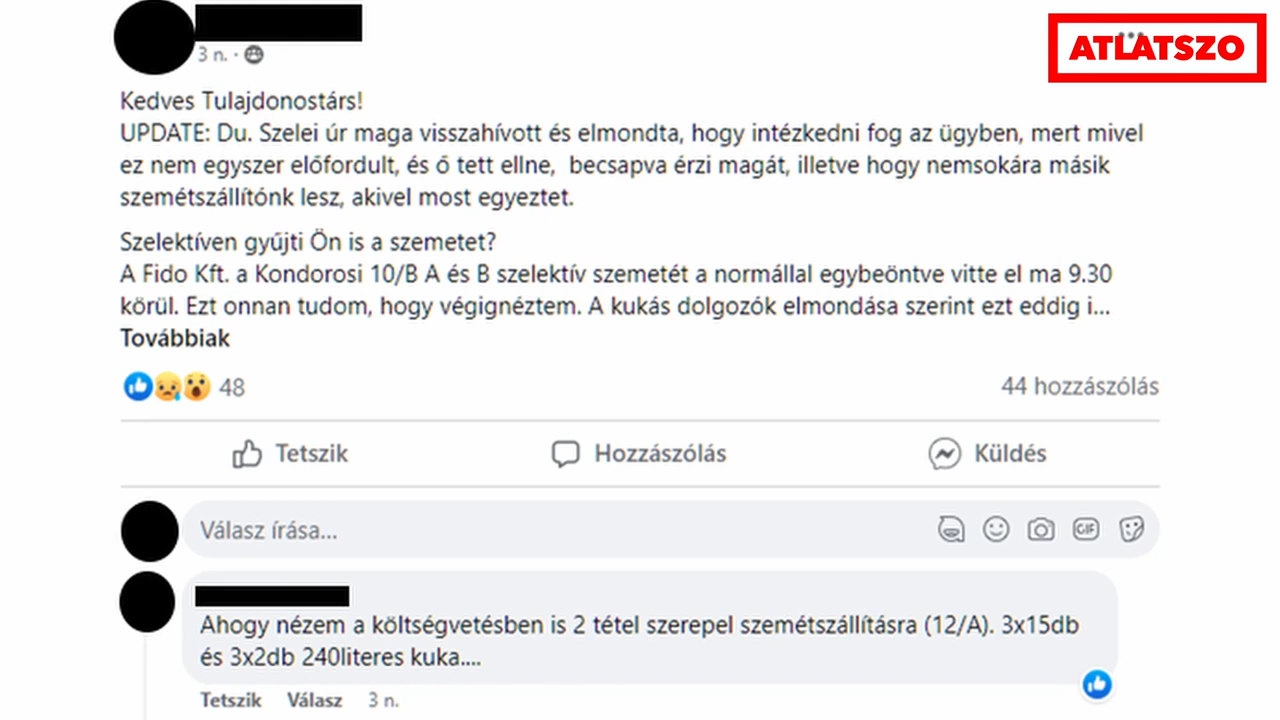 ATLATSZO
3 n. ·
Kedves Tulajdonostárs!
UPDATE: Du. Szelei úr maga visszahívott és elmondta, hogy intézkedni fog az ügyben, mert mivel
ez nem egyszer előfordult, és ő tett ellne, becsapva érzi magát, illetve hogy nemsokára másik
szemétszállítónk lesz, akivel most egyeztet.
Szelektíven gyűjti Ön is a szemetet?
A Fido Kft. a Kondorosi 10/B A és B szelektív szemetét a normállal egybeöntve vitte el ma 9.30
körül. Ezt onnan tudom, hogy végignéztem. A kukás dolgozók elmondása szerint ezt eddig i...
Továbbiak
48
44 hozzászólás
Tetszik
Hozzászólás
Küldés
Válasz írása...
GIF
Ahogy nézem a költségvetésben is 2 tétel szerepel szemétszállításra (12/A). 3x15db
és 3x2db 240literes kuka....
Tetszik Válasz 3 n.